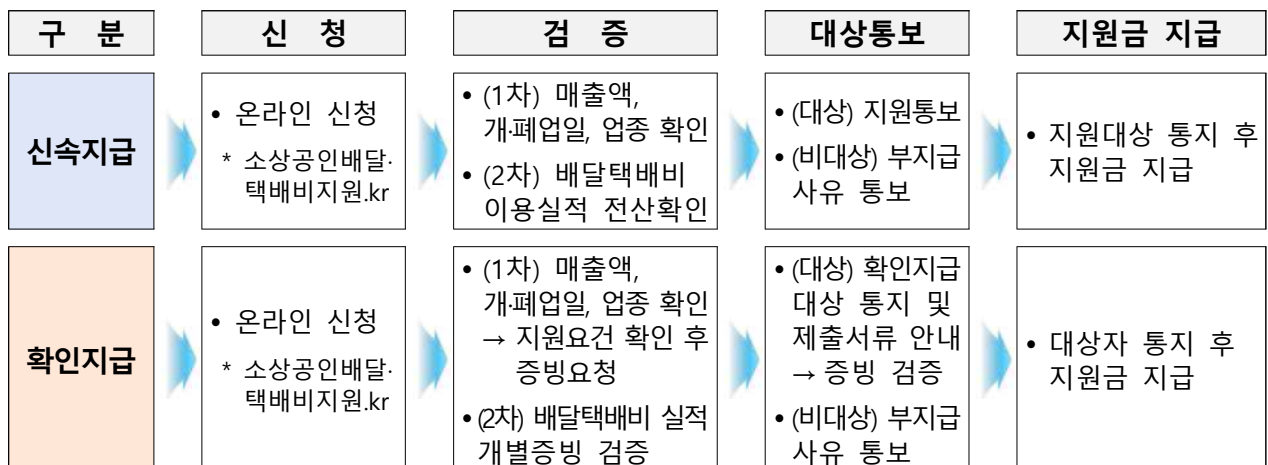 구 분
신 청
검 증
대상통보
지원금 지급
신속지급
• 온라인 신청
* 소상공인배달·
택배비지원.kr
• (1차) 매출액,
개·폐업일, 업종 확인
• (2차) 배달택배비
이용실적 전산확인
• (대상) 지원통보
• (비대상) 부지급
사유 통보
• 지원대상 통지 후
지원금 지급
확인지급
• 온라인 신청
* 소상공인배달·
택배비지원.kr
• (1차) 매출액,
개·폐업일, 업종 확인
→ 지원요건 확인 후
증빙요청
• (2차) 배달택배비 실적
개별증빙 검증
• (대상) 확인지급
대상 통지 및
제출서류 안내
→ 증빙 검증
• (비대상) 부지급
사유 통보
• 대상자 통지 후
지원금 지급